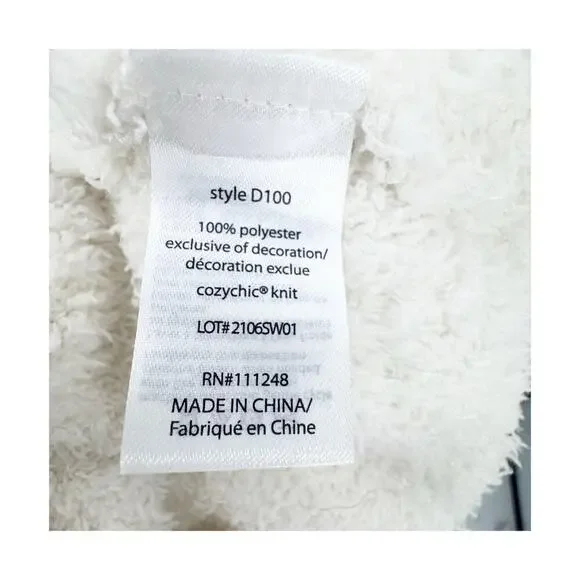 style D100
100% polyester
exclusive of decoration/
décoration exclue
cozychic® knit
LOT# 2106SW01
RN#111248
MADE IN CHINA/
Fabriqué en Chine